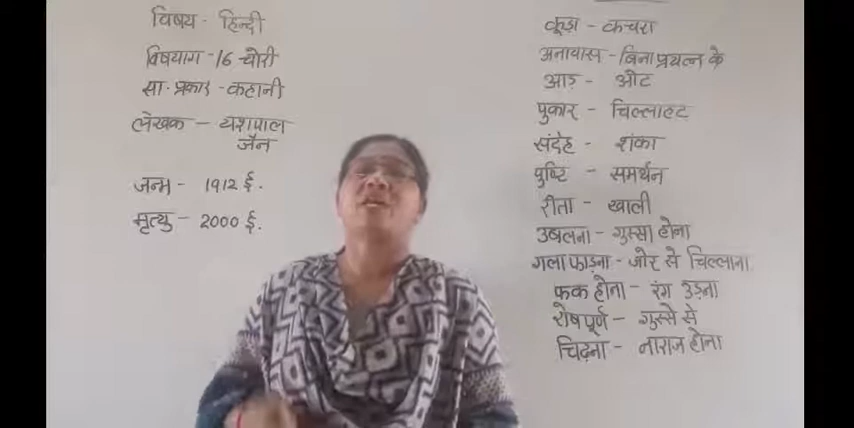 विषय - हिन्दी
विषयाग -16 चोरी
सा. प्रकार - कहानी
लेखक - यशपाल
जैन
जन्म - 1912 ई.
मृत्यु - 2000 ई.
कूड़ा - कचरा
अनायास - बिना प्रयत्न के
आड़ - ओट
पुकार - चिल्लाहट
संदेह - शंका
पुष्टि - समर्थन
रीता - खाली
उबलना - गुस्सा होना
गला फाड़ना - जोर से चिल्लाना
फक होना - रंग उड़ना
रोषपूर्ण - गुस्से से
चिढ़ना - नाराज होना